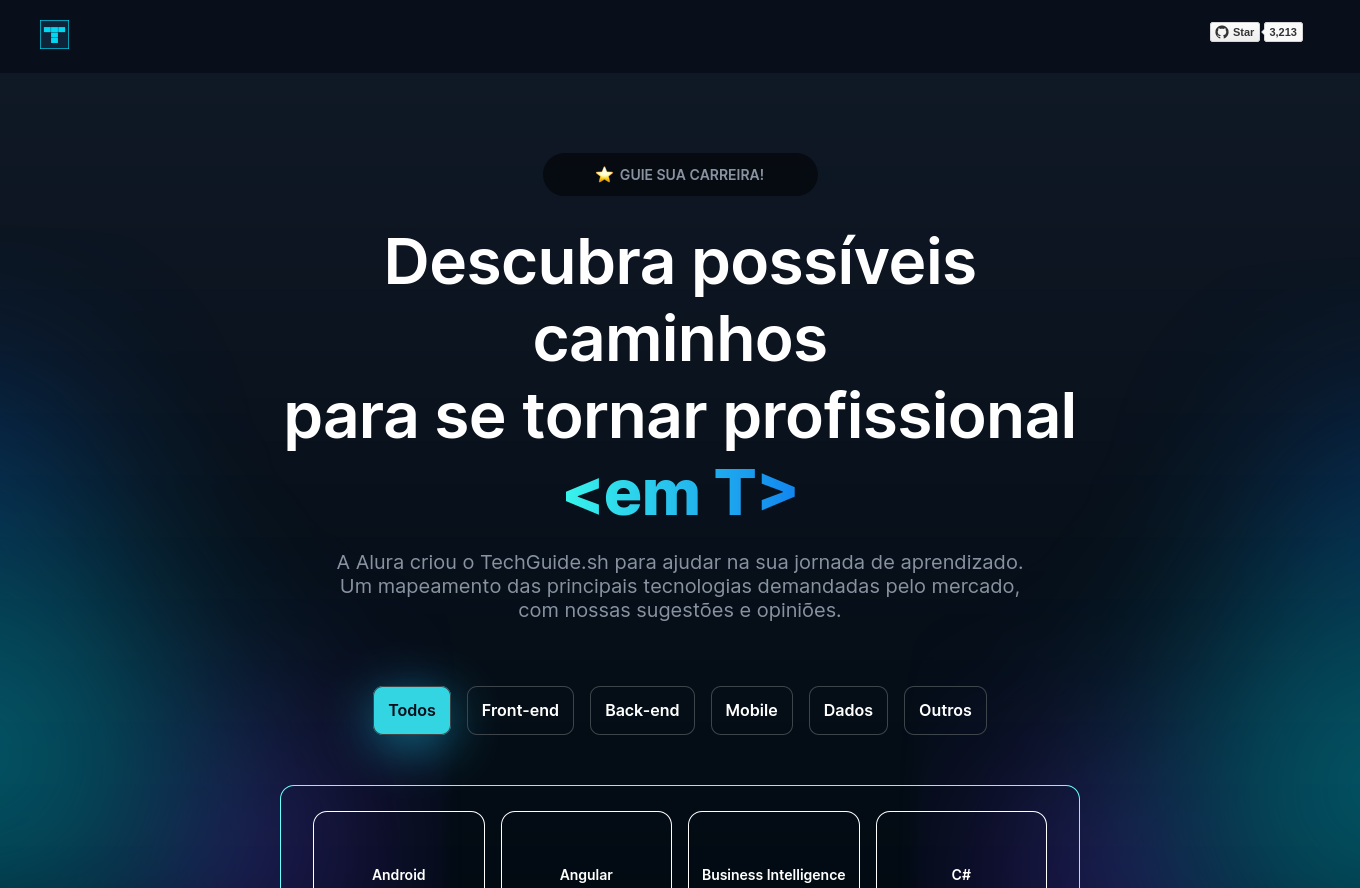 Star
3,213
⭐ GUIE SUA CARREIRA!
Descubra possíveis
caminhos
para se tornar profissional
<em T>
A Alura criou o TechGuide.sh para ajudar na sua jornada de aprendizado.
Um mapeamento das principais tecnologias demandadas pelo mercado,
com nossas sugestões e opiniões.
Todos
Front-end
Back-end
Mobile
Dados
Outros
Android
Angular
Business Intelligence
C#